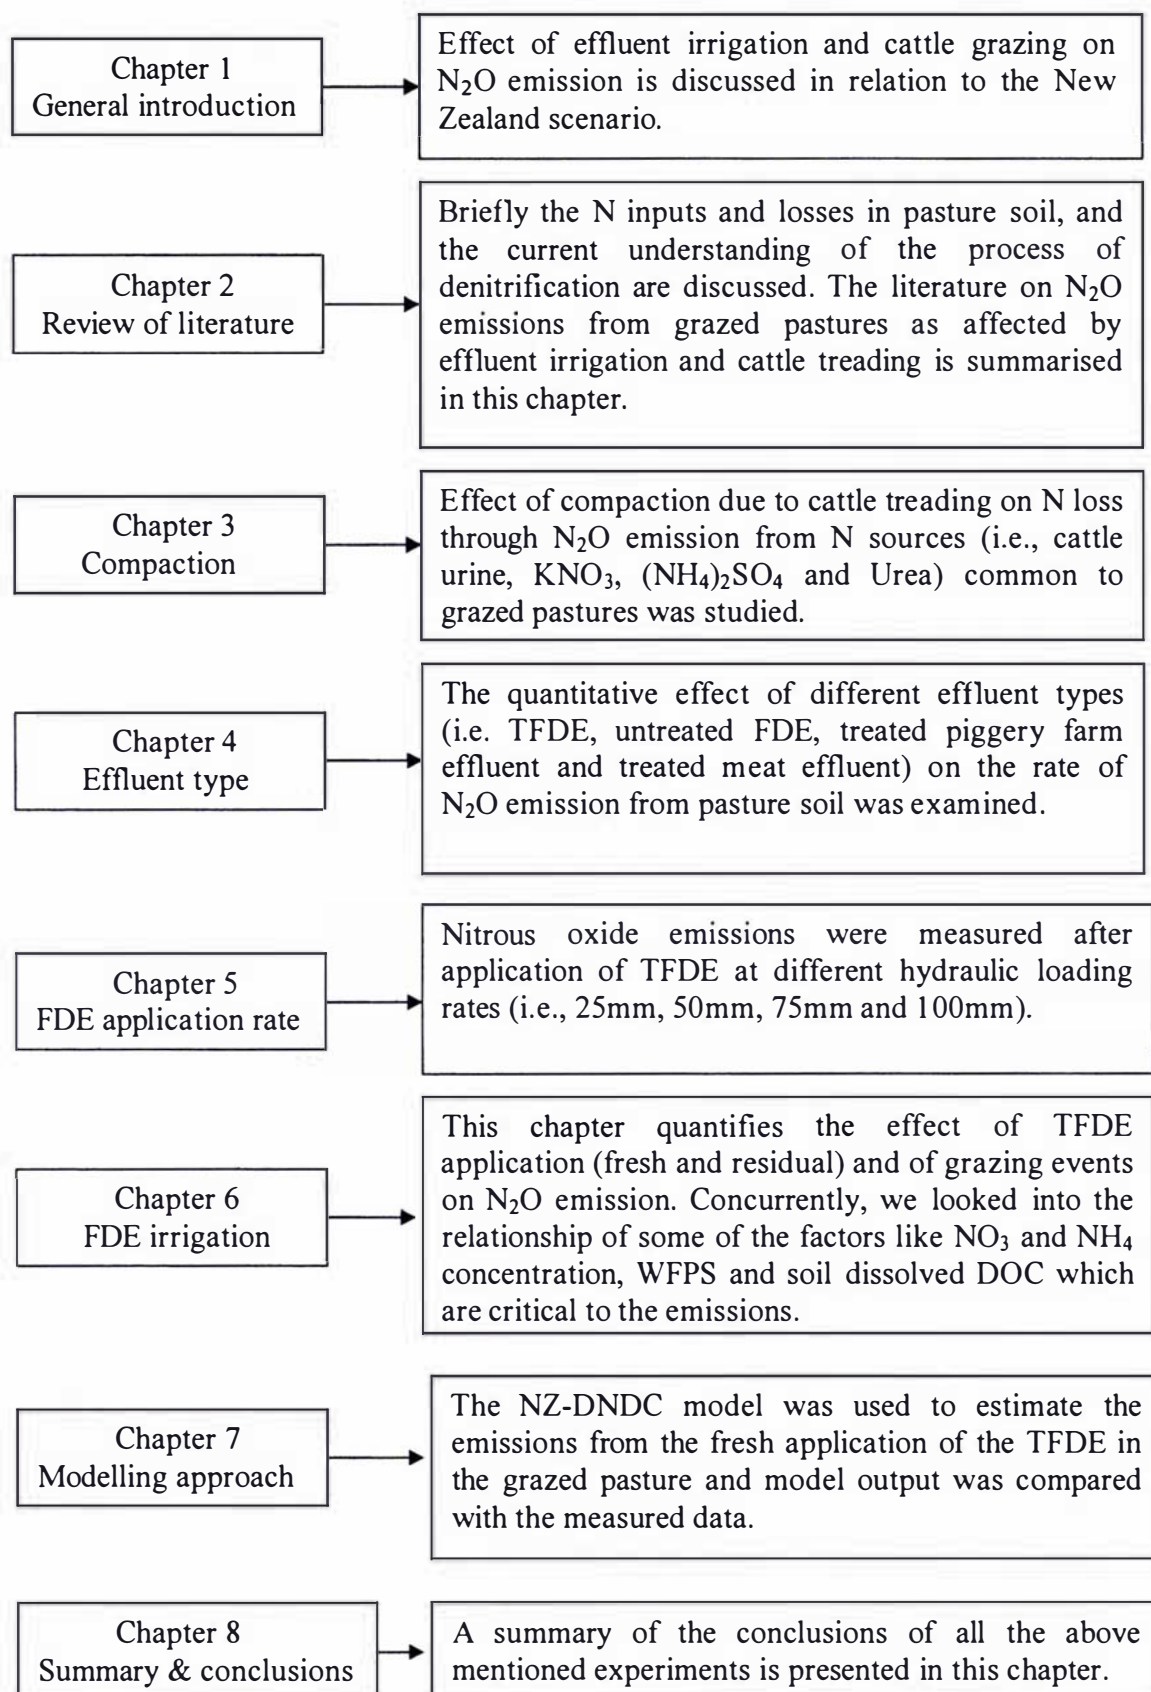 Chapter 1
General introduction
Effect of effluent irrigation and cattle grazing on
N₂O emission is discussed in relation to the New
Zealand scenario.
Chapter 2
Review of literature
Briefly the N inputs and losses in pasture soil, and
the current understanding of the process of
denitrification are discussed. The literature on N₂O
emissions from grazed pastures as affected by
effluent irrigation and cattle treading is summarised
in this chapter.
Chapter 3
Compaction
Effect of compaction due to cattle treading on N loss
through N₂O emission from N sources (i.e., cattle
urine, KNO₃, (NH₄)₂SO₄ and Urea) common to
grazed pastures was studied.
Chapter 4
Effluent type
The quantitative effect of different effluent types
(i.e. TFDE, untreated FDE, treated piggery farm
effluent and treated meat effluent) on the rate of
N₂O emission from pasture soil was examined.
Chapter 5
FDE application rate
Nitrous oxide emissions were measured after
application of TFDE at different hydraulic loading
rates (i.e., 25mm, 50mm, 75mm and 100mm).
Chapter 6
FDE irrigation
This chapter quantifies the effect of TFDE
application (fresh and residual) and of grazing events
on N₂O emission. Concurrently, we looked into the
relationship of some of the factors like NO₃ and NH₄
concentration, WFPS and soil dissolved DOC which
are critical to the emissions.
Chapter 7
Modelling approach
The NZ-DNDC model was used to estimate the
emissions from the fresh application of the TFDE in
the grazed pasture and model output was compared
with the measured data.
Chapter 8
Summary & conclusions
A summary of the conclusions of all the above
mentioned experiments is presented in this chapter.